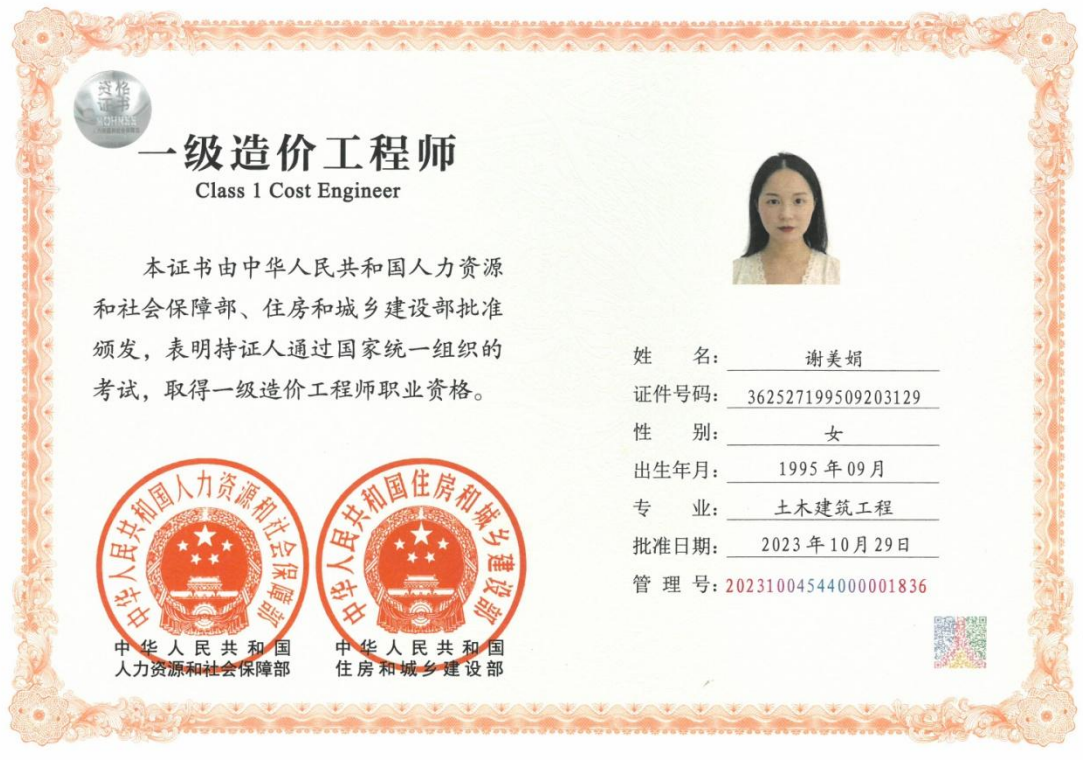 资格
证书
一级造价工程师
Class 1 Cost Engineer
本证书由中华人民共和国人力资源
和社会保障部、住房和城乡建设部批准
颁发，表明持证人通过国家统一组织的
考试，取得一级造价工程师职业资格。
中华人民共和国人力资源和社会保障部
中华人民共和国住房和城乡建设部
中华人民共和国
人力资源和社会保障部
中华人民共和国
住房和城乡建设部
姓 名： 谢美娟
证件号码： 362527199509203129
性 别： 女
出生年月： 1995年09月
专 业： 土木建筑工程
批准日期： 2023年10月29日
管 理 号： 20231004544000001836